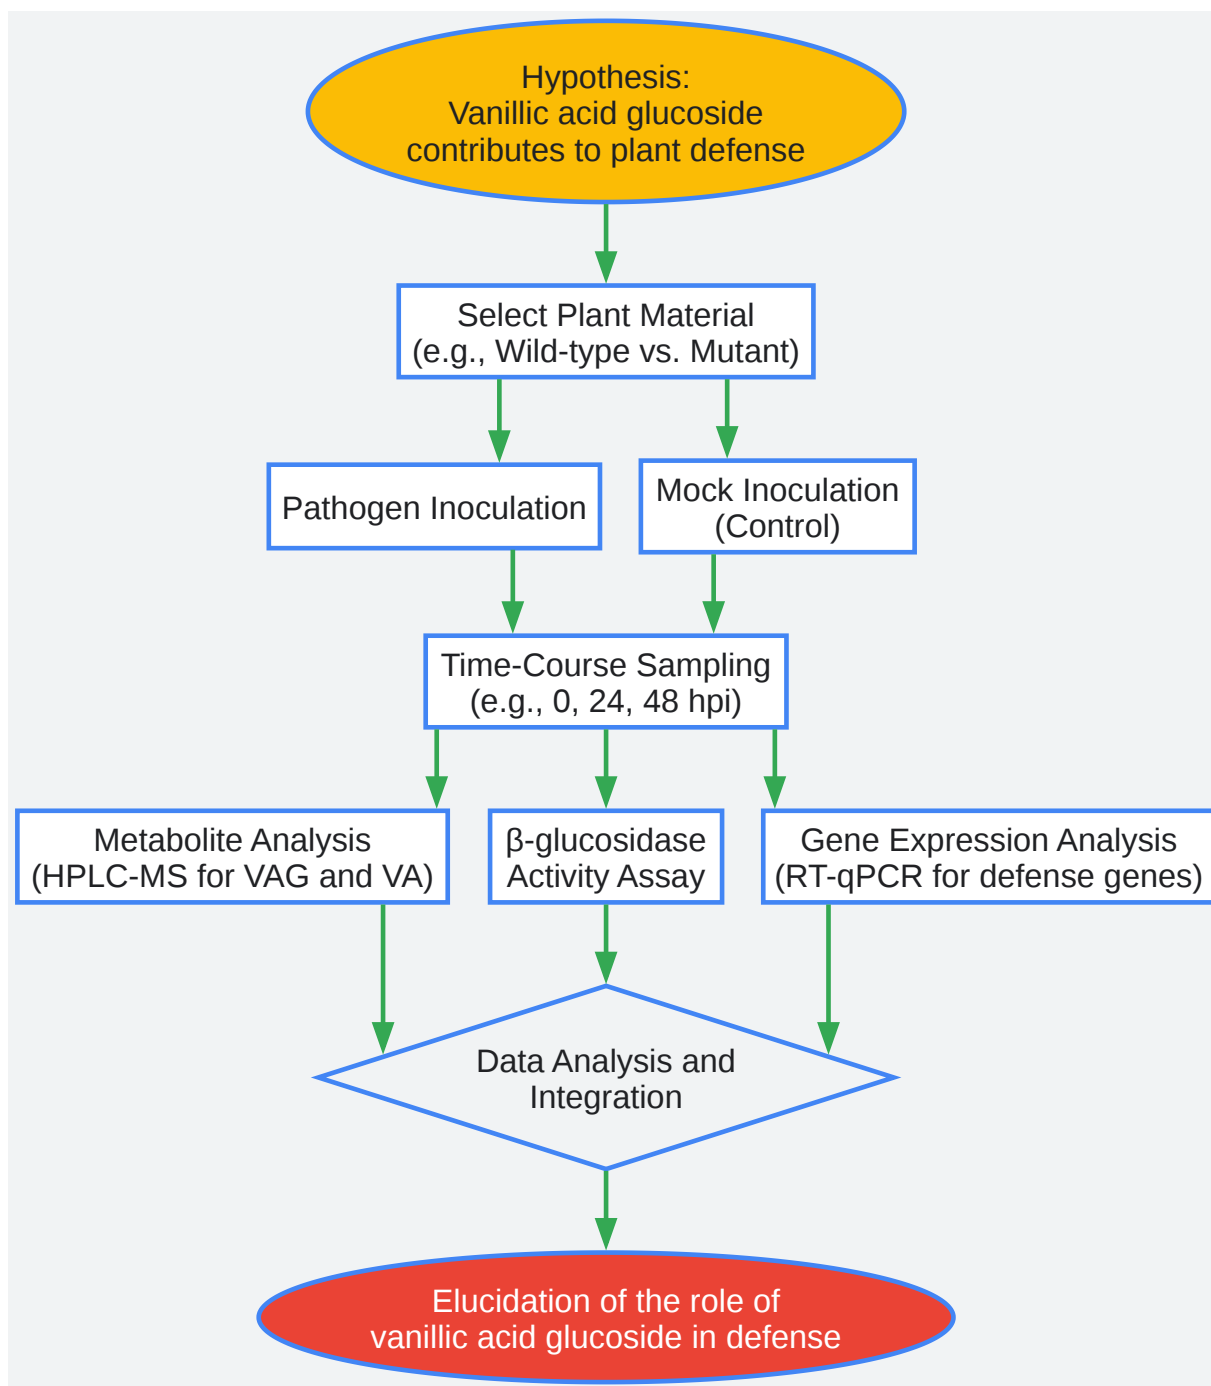 Hypothesis:
Vanillic acid glucoside
contributes to plant defense
Select Plant Material
(e.g., Wild-type vs. Mutant)
Pathogen Inoculation
Mock Inoculation
(Control)
Time-Course Sampling
(e.g., 0, 24, 48 hpi)
Metabolite Analysis
(HPLC-MS for VAG and VA)
β-glucosidase
Activity Assay
Gene Expression Analysis
(RT-qPCR for defense genes)
Data Analysis and
Integration
Elucidation of the role of
vanillic acid glucoside in defense